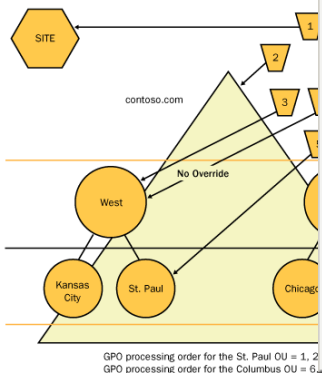 1
SITE
2
contoso.com
3
No Override
West
Kansas
City
St. Paul
Chicago
GPO processing order for the St. Paul OU = 1, 2
GPO processing order for the Columbus OU = 6,